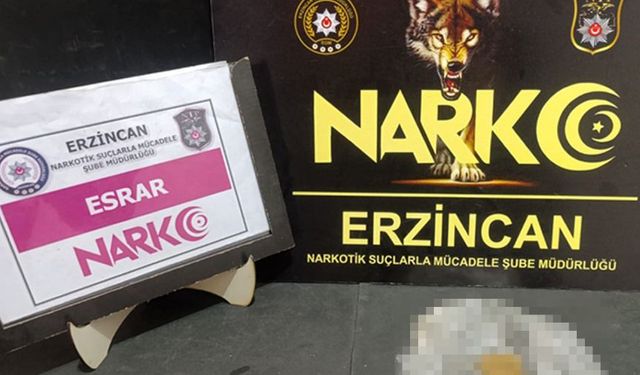 ERZİNCAN
NARKOTİK SUÇLARLA MÜCADELE
ŞUBE MÜDÜRLÜĞÜ
ESRAR
NARKO
NARKO
ERZİNCAN
NARKOTİK SUÇLARLA MÜCADELE ŞUBE MÜDÜRLÜĞÜ